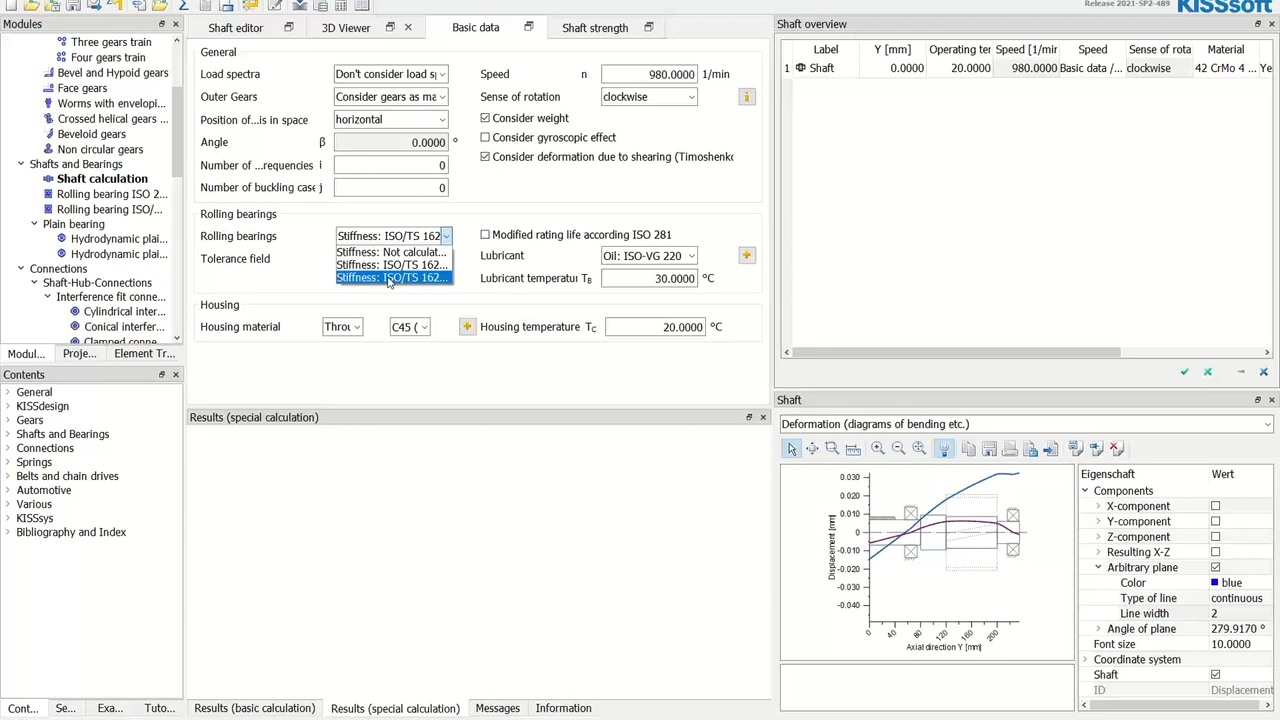 Release 2021-SP2-489
KISSsoft
Modules
Three gears train
Four gears train
Bevel and Hypoid gears
Face gears
Worms with envelopi...
Crossed helical gears ...
Beveloid gears
Non circular gears
Shafts and Bearings
Shaft calculation
Rolling bearing ISO 2...
Rolling bearing ISO/...
Plain bearing
Hydrodynamic plai...
Hydrodynamic plai...
Connections
Shaft-Hub-Connections
Interference fit conne...
Cylindrical inter...
Conical interfer...
Clamped conne...
Modul... Proje... Element Tr...
Contents
General
KISSdesign
Gears
Shafts and Bearings
Connections
Springs
Belts and chain drives
Automotive
Various
KISSsys
Bibliography and Index
Cont... Se... Exa... Tuto...
Shaft editor 3D Viewer Basic data Shaft strength
General
Load spectra Don't consider load s Speed n 980.0000 1/min
Outer Gears Consider gears as ma Sense of rotation clockwise
Position of...is in space horizontal Consider weight
Angle β 0.0000 ° Consider gyroscopic effect
Number of ...requencies i 0 Consider deformation due to shearing (Timoshenko
Number of buckling case j 0
Rolling bearings
Rolling bearings Stiffness: ISO/TS 162 Modified rating life according ISO 281
Stiffness: Not calculat...
Stiffness: ISO/TS 162...
Stiffness: ISO/TS 162...
Tolerance field Lubricant Oil: ISO-VG 220
Lubricant temperatur TB 30.0000 °C
Housing
Housing material Throu C45 ( Housing temperature TC 20.0000 °C
Results (special calculation)
Results (basic calculation) Results (special calculation) Messages Information
Shaft overview
Label Y [mm] Operating ter Speed [1/min Speed Sense of rota Material
1 Shaft 0.0000 20.0000 980.0000 Basic data /... clockwise 42 CrMo 4 ... Ye
Shaft
Deformation (diagrams of bending etc.)
0.030
0.020
0.010
0
-0.010
-0.020
-0.030
-0.040
Displacement [mm]
0 40 80 120 160 200
Axial direction Y [mm]
Eigenschaft Wert
Components
X-component
Y-component
Z-component
Resulting X-Z
Arbitrary plane
Color blue
Type of line continuous
Line width 2
Angle of plane 279.9170 °
Font size 10.0000
Coordinate system
Shaft
ID Displacement